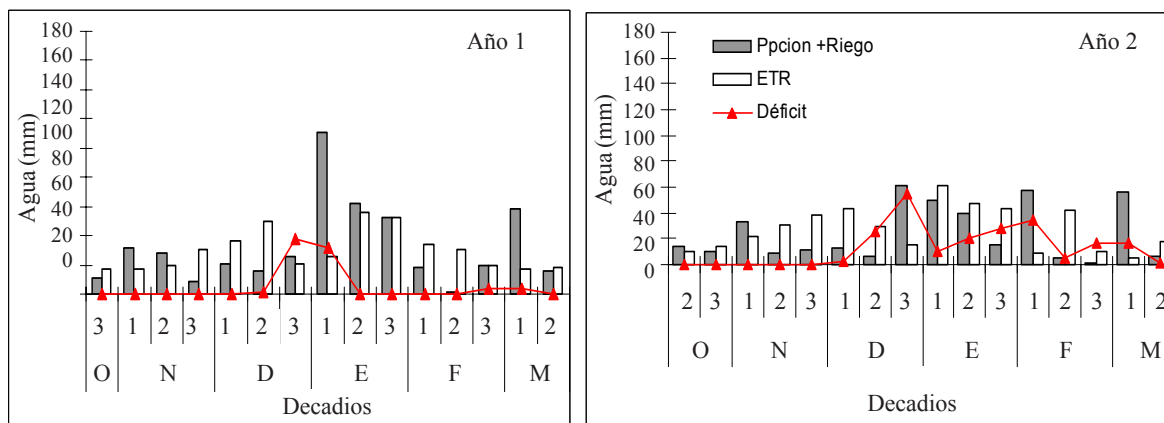 180
160
140
120
100
80
60
40
20
0
Agua (mm)
Año 1
3 1 2 3 1 2 3 1 2 3 1 2 3 1 2
O N D E F M
Decadios
180
160
140
120
100
80
60
40
20
0
Agua (mm)
Año 2
Ppcion +Riego
ETR
Déficit
2 3 1 2 3 1 2 3 1 2 3 1 2 3 1 2
O N D E F M
Decadios